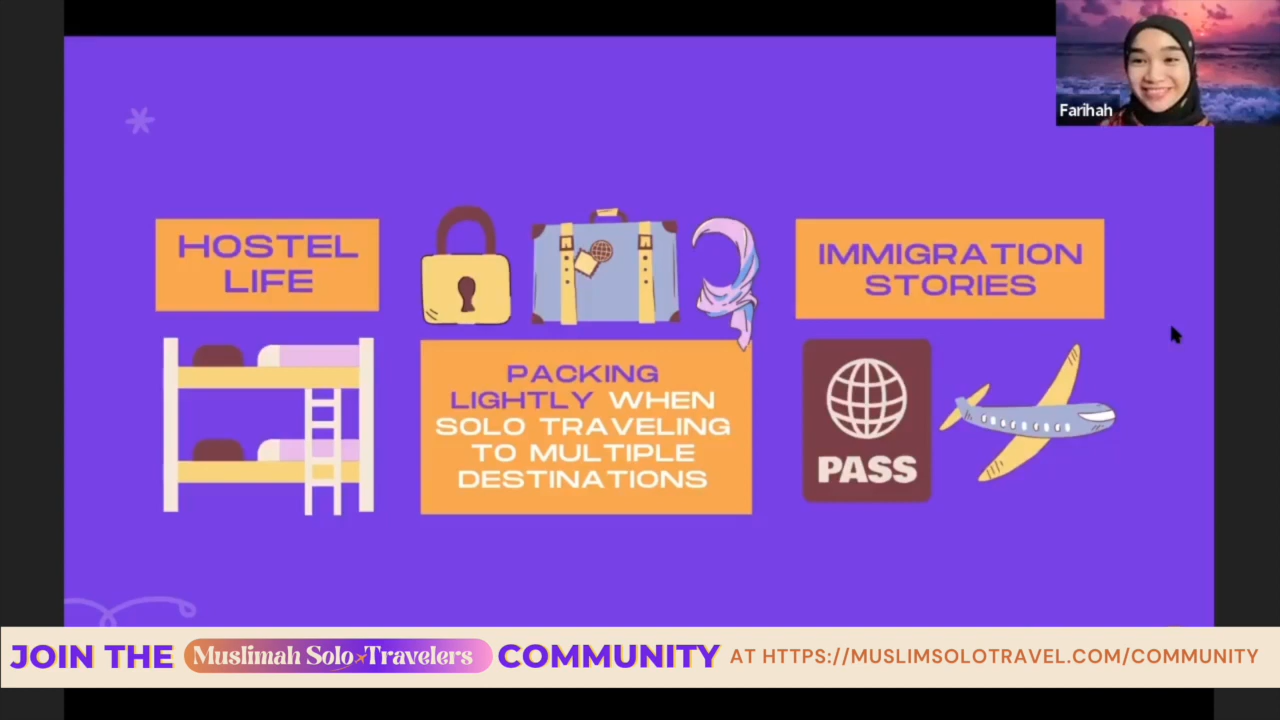 Farihah
HOSTEL
LIFE
PACKING
LIGHTLY WHEN
SOLO TRAVELING
TO MULTIPLE
DESTINATIONS
IMMIGRATION
STORIES
PASS
JOIN THE Muslimah Solo Travelers COMMUNITY AT HTTPS://MUSLIMSOLOTRAVEL.COM/COMMUNITY